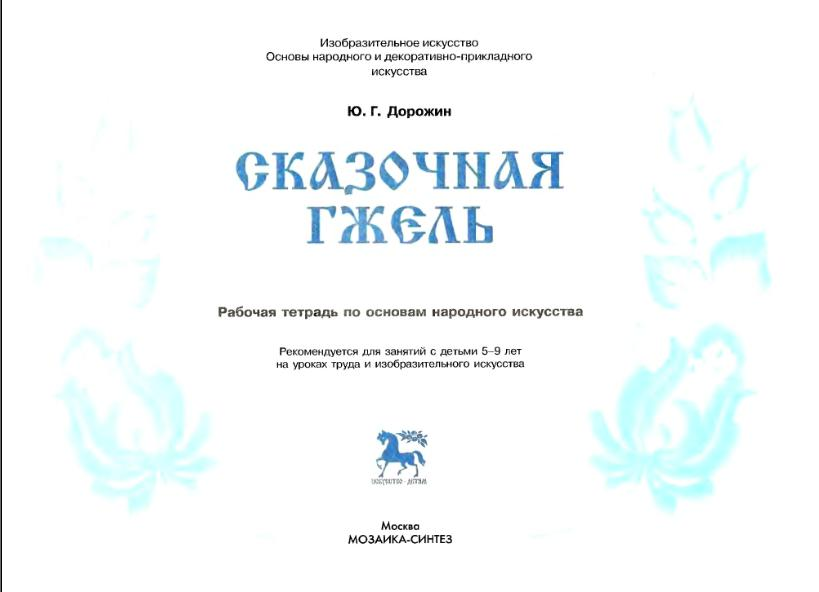 Изобразительное искусство
Основы народного и декоративно-прикладного
искусства
Ю. Г. Дорожин
СКАЗОЧНАЯ
ГЖЕЛЬ
Рабочая тетрадь по основам народного искусства
Рекомендуется для занятий с детьми 5–9 лет
на уроках труда и изобразительного искусства
ИСКУССТВО - ДЕТЯМ
Москва
МОЗАИКА-СИНТЕЗ